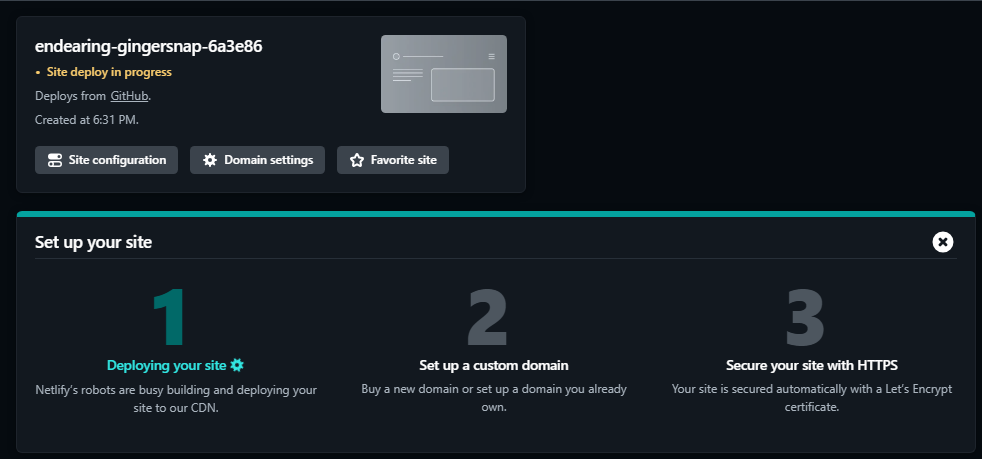 endearing-gingersnap-6a3e86
• Site deploy in progress
Deploys from GitHub.
Created at 6:31 PM.
Site configuration
Domain settings
Favorite site
Set up your site
1
Deploying your site
Netlify's robots are busy building and deploying your
site to our CDN.
2
Set up a custom domain
Buy a new domain or set up a domain you already
own.
3
Secure your site with HTTPS
Your site is secured automatically with a Let's Encrypt
certificate.